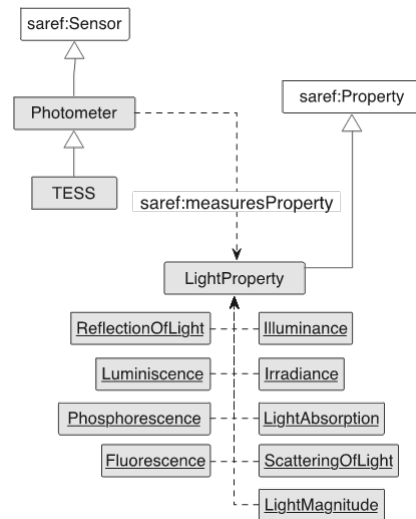 saref:Sensor
saref:Property
Photometer
TESS
saref:measuresProperty
LightProperty
ReflectionOfLight
Illuminance
Luminiscence
Irradiance
Phosphorescence
LightAbsorption
Fluorescence
ScatteringOfLight
LightMagnitude